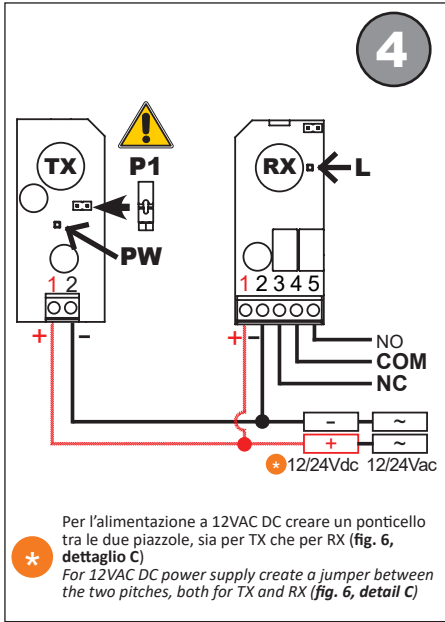 4
TX
P1
RX
L
PW
1 2
1 2 3 4 5
+ –
+ –
NO
COM
NC
– ~
+ ~
* 12/24Vdc 12/24Vac
*
Per l'alimentazione a 12VAC DC creare un ponticello
tra le due piazzole, sia per TX che per RX (fig. 6,
dettaglio C)
For 12VAC DC power supply create a jumper between
the two pitches, both for TX and RX (fig. 6, detail C)